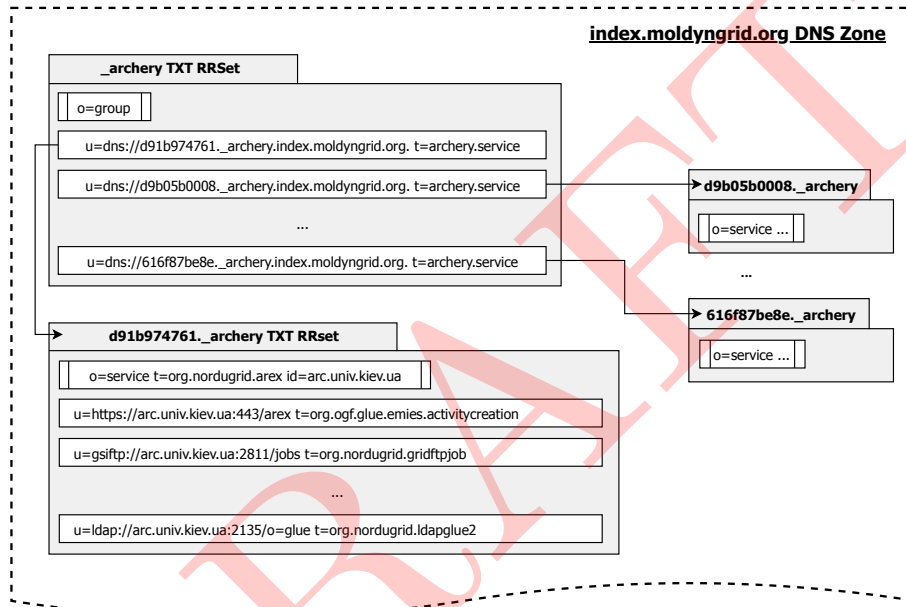 index.moldyngrid.org DNS Zone
_archery TXT RRSet
o=group
u=dns://d91b974761._archery.index.moldyngrid.org. t=archery.service
u=dns://d9b05b0008._archery.index.moldyngrid.org. t=archery.service
...
u=dns://616f87be8e._archery.index.moldyngrid.org. t=archery.service
d9b05b0008._archery
o=service ...
...
616f87be8e._archery
o=service ...
d91b974761._archery TXT RRset
o=service t=org.nordugrid.arex id=arc.univ.kiev.ua
u=https://arc.univ.kiev.ua:443/arex t=org.ogf.glue.emies.activitycreation
u=gsiftp://arc.univ.kiev.ua:2811/jobs t=org.nordugrid.gridftpjob
...
u=ldap://arc.univ.kiev.ua:2135/o=glue t=org.nordugrid.ldapglue2
RAFT